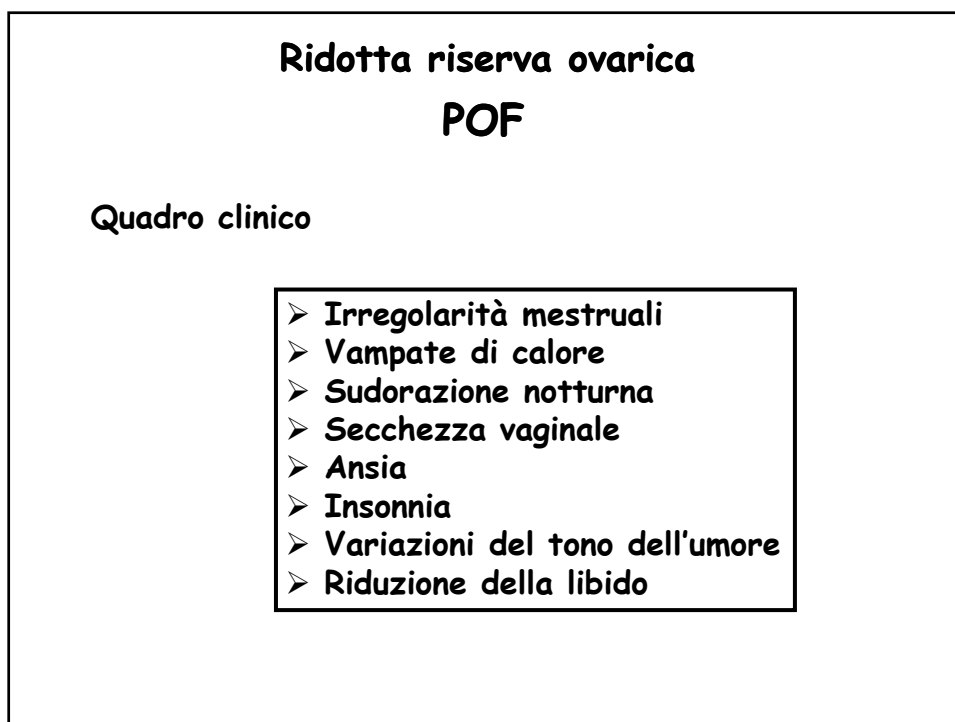 Ridotta riserva ovarica
POF
Quadro clinico
➢ Irregolarità mestruali
➢ Vampate di calore
➢ Sudorazione notturna
➢ Secchezza vaginale
➢ Ansia
➢ Insonnia
➢ Variazioni del tono dell'umore
➢ Riduzione della libido